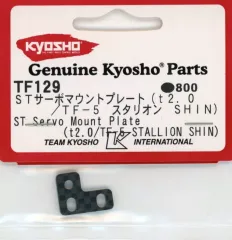 KYOSHO
KYOSHO
Genuine Kyosho® Parts
TF129 ●800
STサーボマウントプレート(t2.0
/TF-5 スタリオン SHIN)
ST Servo Mount Plate
(t2.0/TF-5 STALLION SHIN)
TEAM KYOSHO K INTERNATIONAL